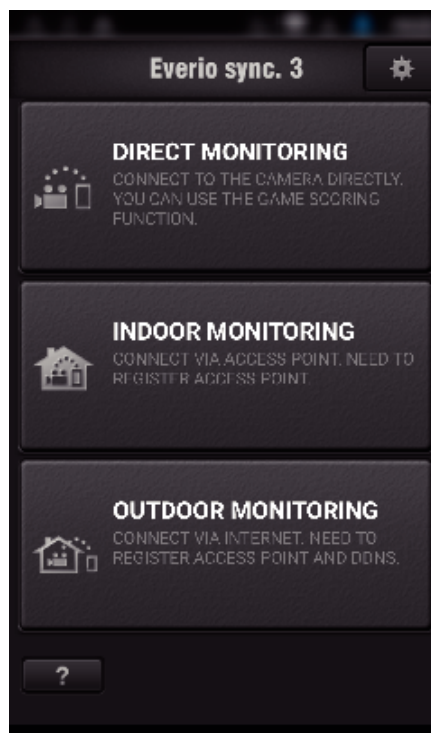 Everio sync. 3
DIRECT MONITORING
CONNECT TO THE CAMERA DIRECTLY.
YOU CAN USE THE GAME SCORING
FUNCTION.
INDOOR MONITORING
CONNECT VIA ACCESS POINT. NEED TO
REGISTER ACCESS POINT.
OUTDOOR MONITORING
CONNECT VIA INTERNET. NEED TO
REGISTER ACCESS POINT AND DDNS.
?